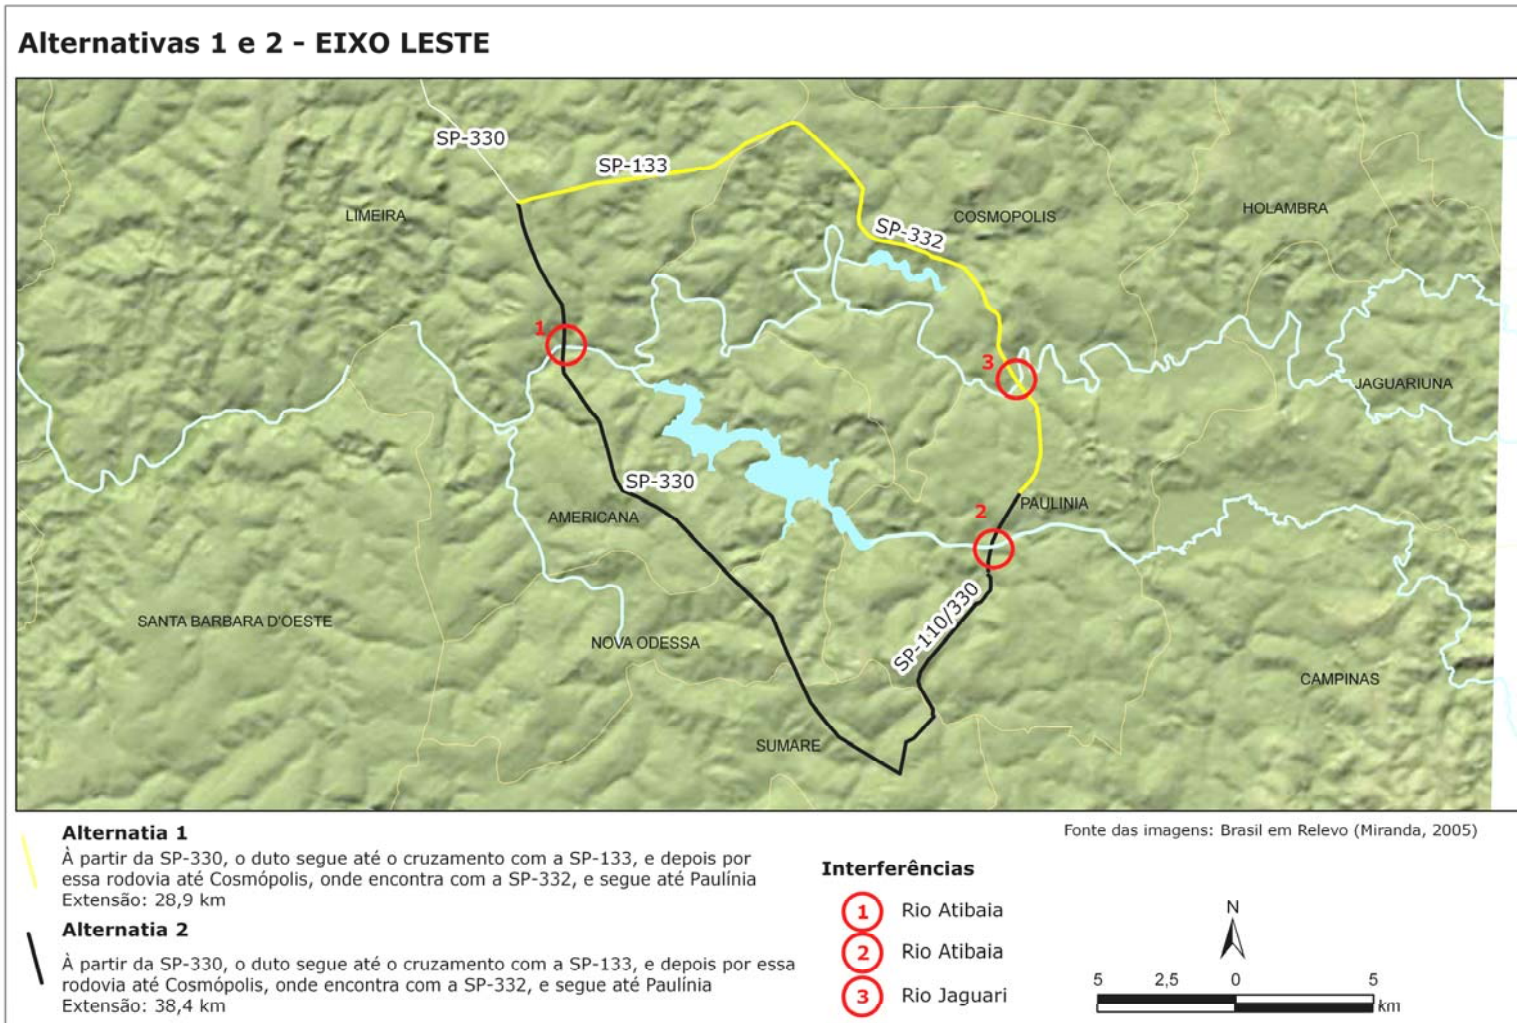 Alternativas 1 e 2 - EIXO LESTE
SP-330
SP-133
LIMEIRA
COSMOPOLIS
HOLAMBRA
SP-332
1
3
JAGUARIUNA
SP-330
AMERICANA
2
PAULINIA
SP-110/330
SANTA BARBARA D'OESTE
NOVA ODESSA
CAMPINAS
SUMARE
Alternatia 1
À partir da SP-330, o duto segue até o cruzamento com a SP-133, e depois por
essa rodovia até Cosmópolis, onde encontra com a SP-332, e segue até Paulínia
Extensão: 28,9 km
Alternatia 2
À partir da SP-330, o duto segue até o cruzamento com a SP-133, e depois por essa
rodovia até Cosmópolis, onde encontra com a SP-332, e segue até Paulínia
Extensão: 38,4 km
Fonte das imagens: Brasil em Relevo (Miranda, 2005)
Interferências
1 Rio Atibaia
2 Rio Atibaia
3 Rio Jaguari
N
5 2,5 0 5
km